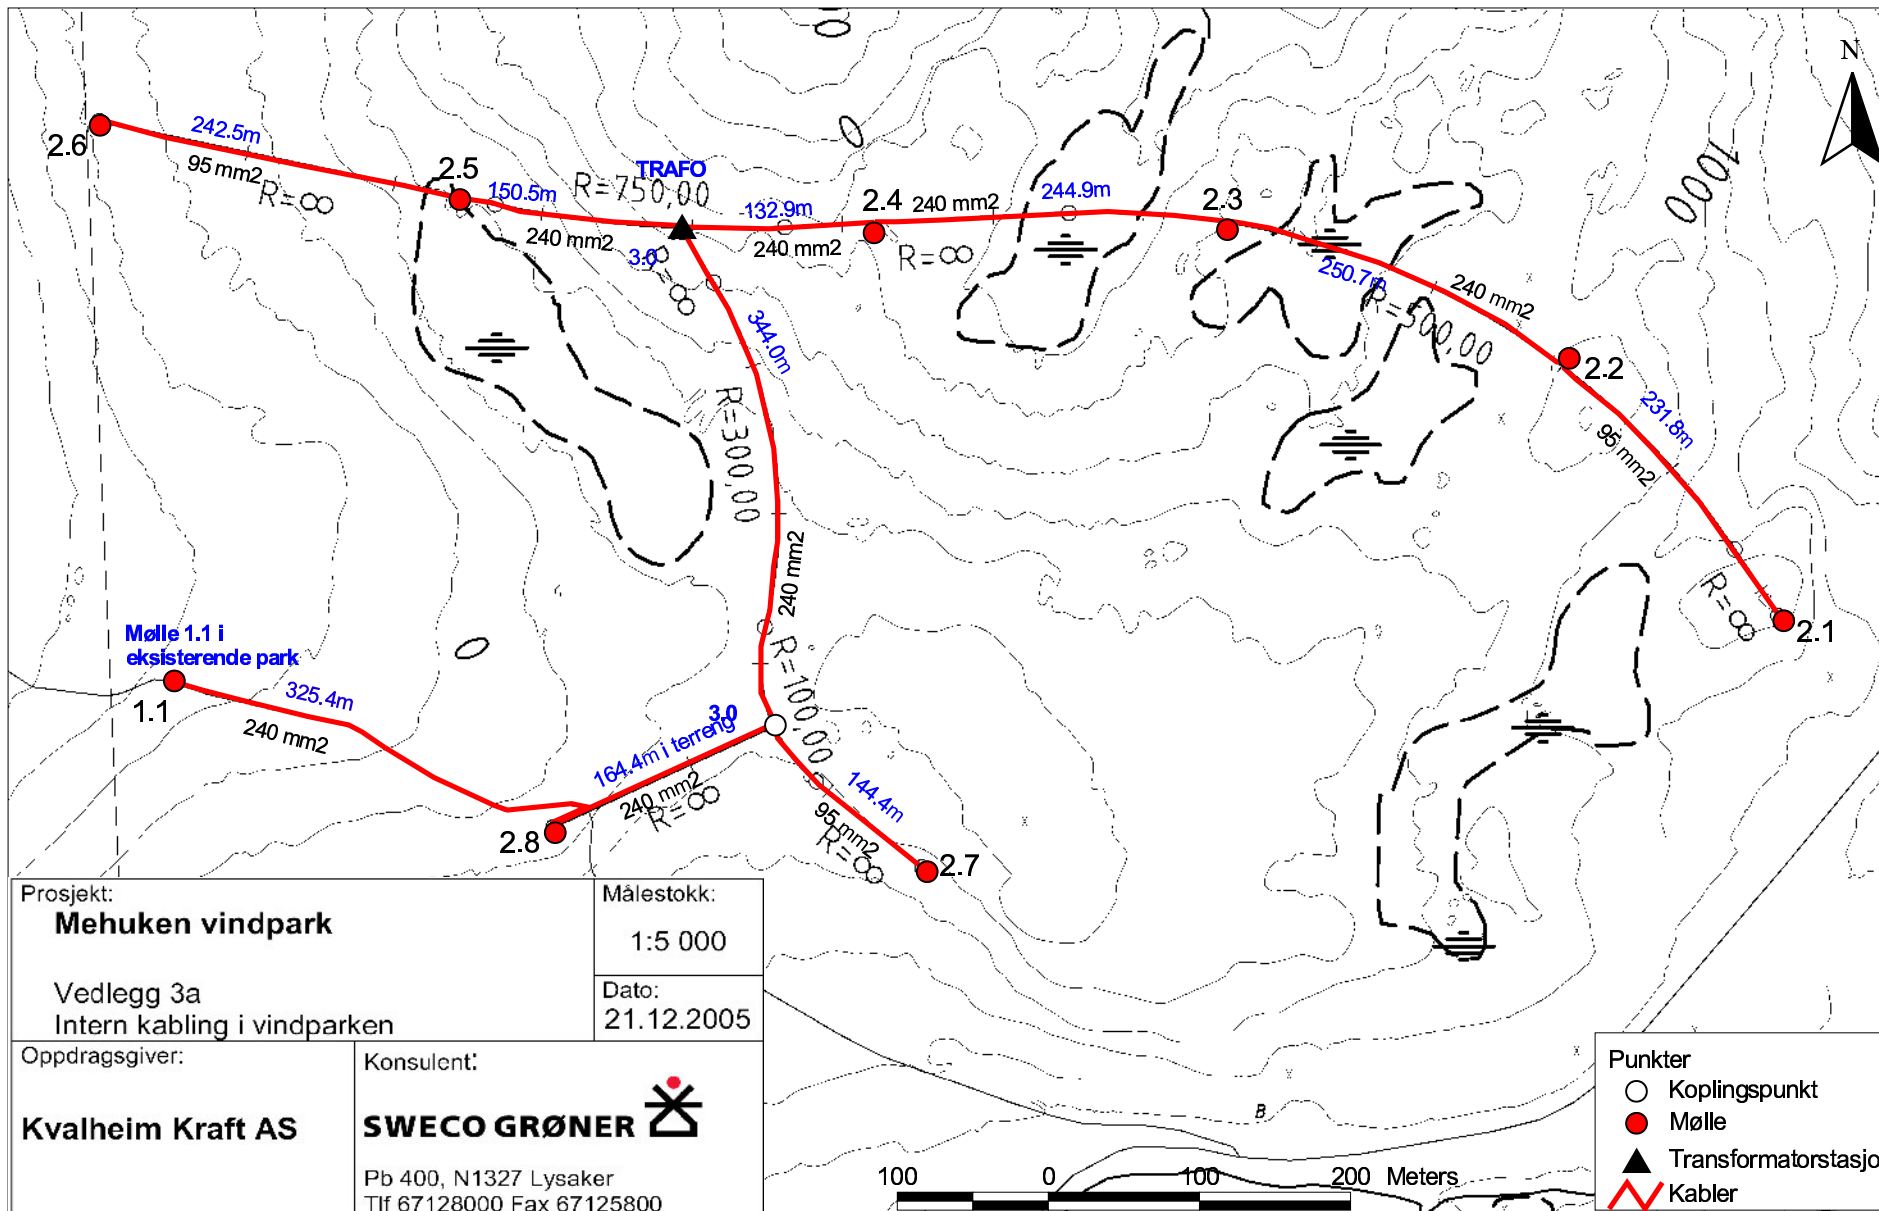 N
1000
2.6
242.5m
95 mm2
R=∞
2.5
150.5m
240 mm2
R=750,00
TRAFO
3.0
R=∞
132.9m
240 mm2
2.4
240 mm2
R=∞
244.9m
2.3
250.7m
240 mm2
R=500,00
2.2
231.8m
95 mm2
R=∞
2.1
344.0m
R=300,00
240 mm2
R=100,00
Mølle 1.1 i
eksisterende park
1.1
325.4m
240 mm2
3.0
164.4m i terreng
240 mm2
R=∞
2.8
144.4m
95 mm2
R=∞
2.7
B
Prosjekt:
Mehuken vindpark
Vedlegg 3a
Intern kabling i vindparken
Målestokk:
1:5 000
Dato:
21.12.2005
Oppdragsgiver:
Kvalheim Kraft AS
Konsulent:
SWECO GRØNER
Pb 400, N1327 Lysaker
Tlf 67128000 Fax 67125800
100 0 100 200 Meters
Punkter
Koplingspunkt
Mølle
Transformatorstasjo
Kabler